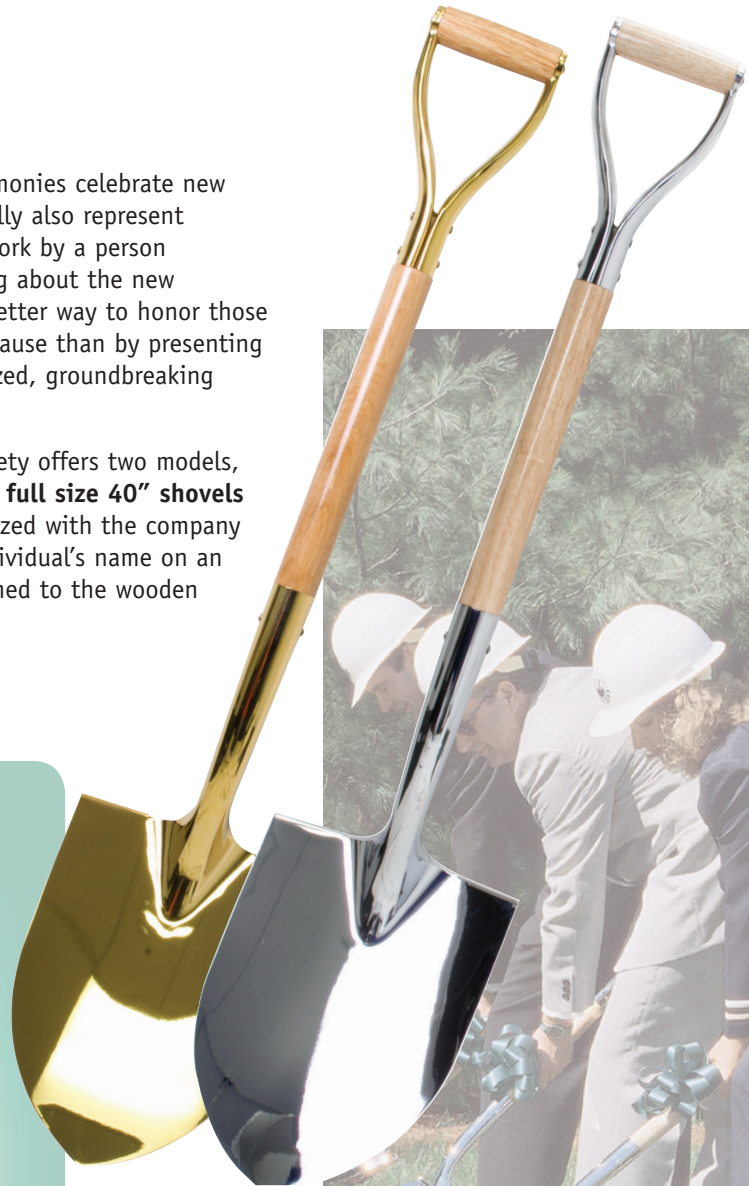 monies celebrate new
lly also represent
ork by a person
g about the new
etter way to honor those
ause than by presenting
zed, groundbreaking
ety offers two models,
full size 40” shovels
zed with the company
ividual’s name on an
ned to the wooden